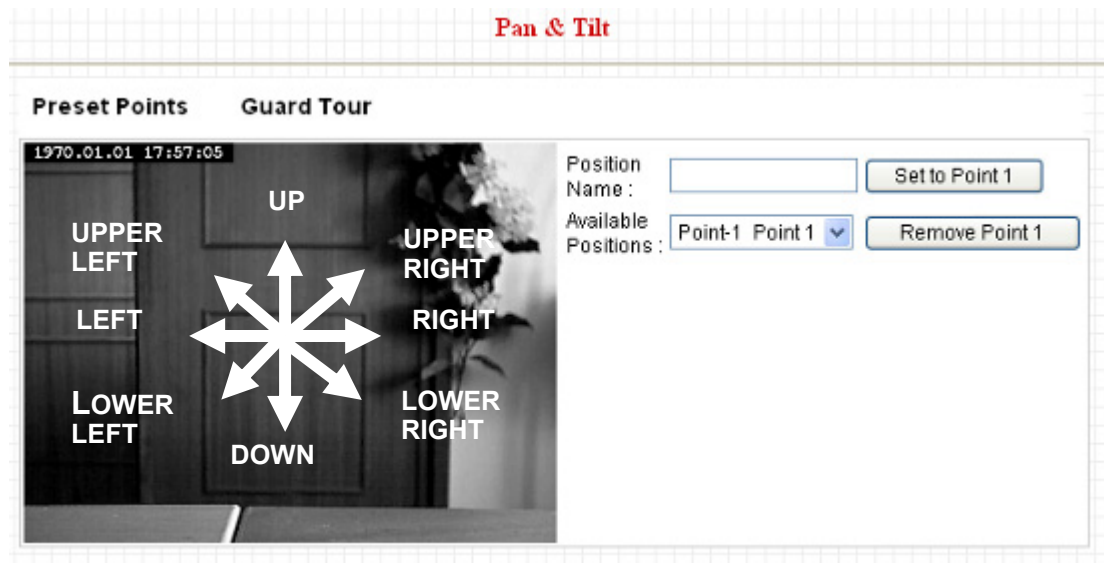 Pan & Tilt
Preset Points Guard Tour
1970.01.01 17:57:05
UP
UPPER
LEFT
UPPER
RIGHT
LEFT
RIGHT
LOWER
LEFT
LOWER
RIGHT
DOWN
Position
Name :
Set to Point 1
Available
Positions :
Point-1 Point 1
Remove Point 1